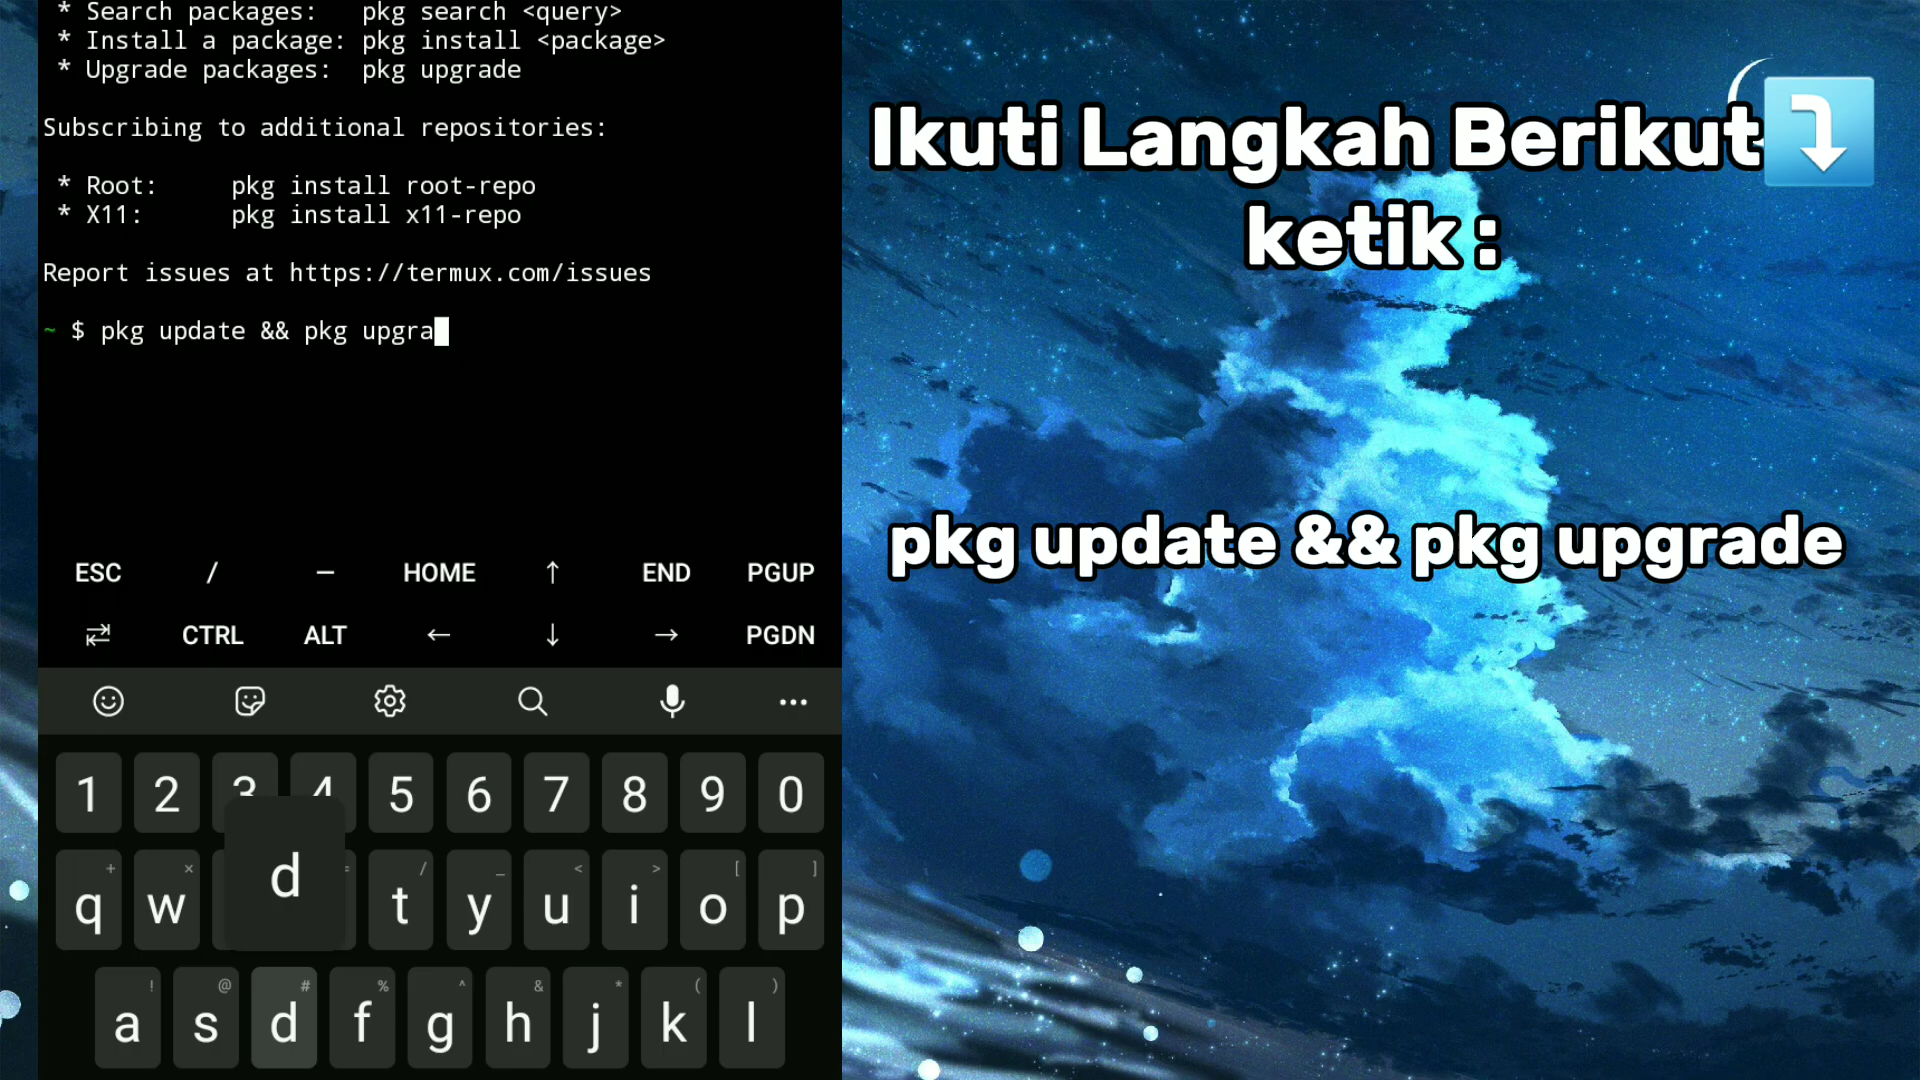 * Search packages: pkg search <query>
* Install a package: pkg install <package>
* Upgrade packages: pkg upgrade
Subscribing to additional repositories:
* Root: pkg install root-repo
* X11: pkg install x11-repo
Report issues at https://termux.com/issues
~ $ pkg update && pkg upgra
ESC / — HOME ↑ END PGUP
⇄ CTRL ALT ← ↓ → PGDN
1 2 3 4 5 6 7 8 9 0
+ × = / _ < > [ ]
q w d t y u i o p
! @ # % ^ & * ( )
a s d f g h j k l
Ikuti Langkah Berikut ⤵
ketik :
pkg update && pkg upgrade